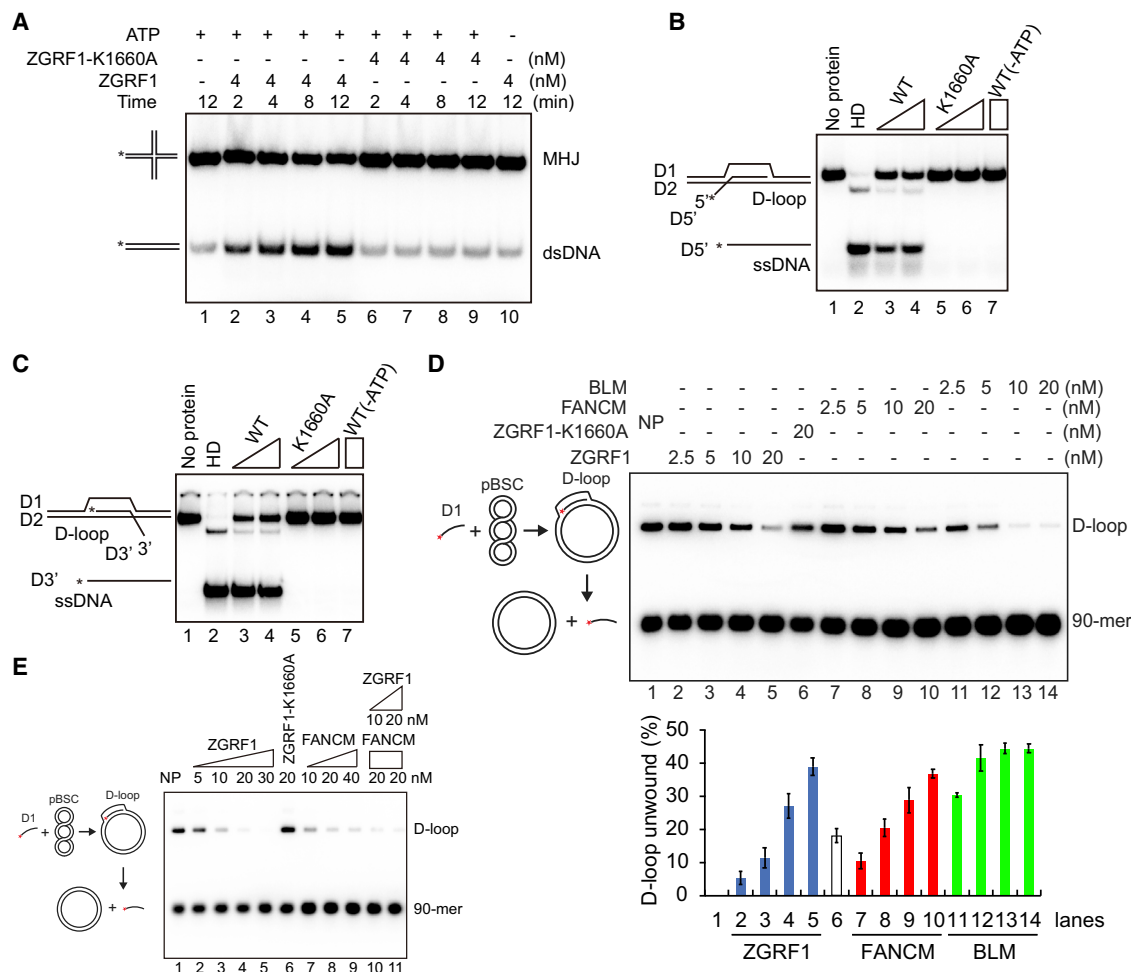 A
ATP + + + + + + + + + -
ZGRF1-K1660A - - - - - 4 4 4 4 - (nM)
ZGRF1 - 4 4 4 4 - - - - 4 (nM)
Time 12 2 4 8 12 2 4 8 12 12 (min)
* MHJ
* dsDNA
1 2 3 4 5 6 7 8 9 10
B
No protein HD WT K1660A WT(-ATP)
D1
D2
5'*
D-loop
D5'
D5' *
ssDNA
1 2 3 4 5 6 7
C
No protein HD WT K1660A WT(-ATP)
D1
D2
*
D-loop
D3' 3'
D3' *
ssDNA
1 2 3 4 5 6 7
D
BLM - - - - - - - - - 2.5 5 10 20 (nM)
FANCM - - - - - 2.5 5 10 20 - - - - (nM)
ZGRF1-K1660A NP - - - - 20 - - - - - - - - (nM)
ZGRF1 2.5 5 10 20 - - - - - - - - - (nM)
pBSC
D-loop
D1
+
D-loop
+
90-mer
1 2 3 4 5 6 7 8 9 10 11 12 13 14
D-loop unwound (%)
50
40
30
20
10
0
1 2 3 4 5 6 7 8 9 10 11 12 13 14 lanes
ZGRF1 FANCM BLM
E
ZGRF1-K1660A
ZGRF1
10 20 nM
ZGRF1 FANCM FANCM
NP 5 10 20 30 20 10 20 40 20 20 nM
pBSC
D-loop
D1
+
D-loop
+
90-mer
1 2 3 4 5 6 7 8 9 10 11